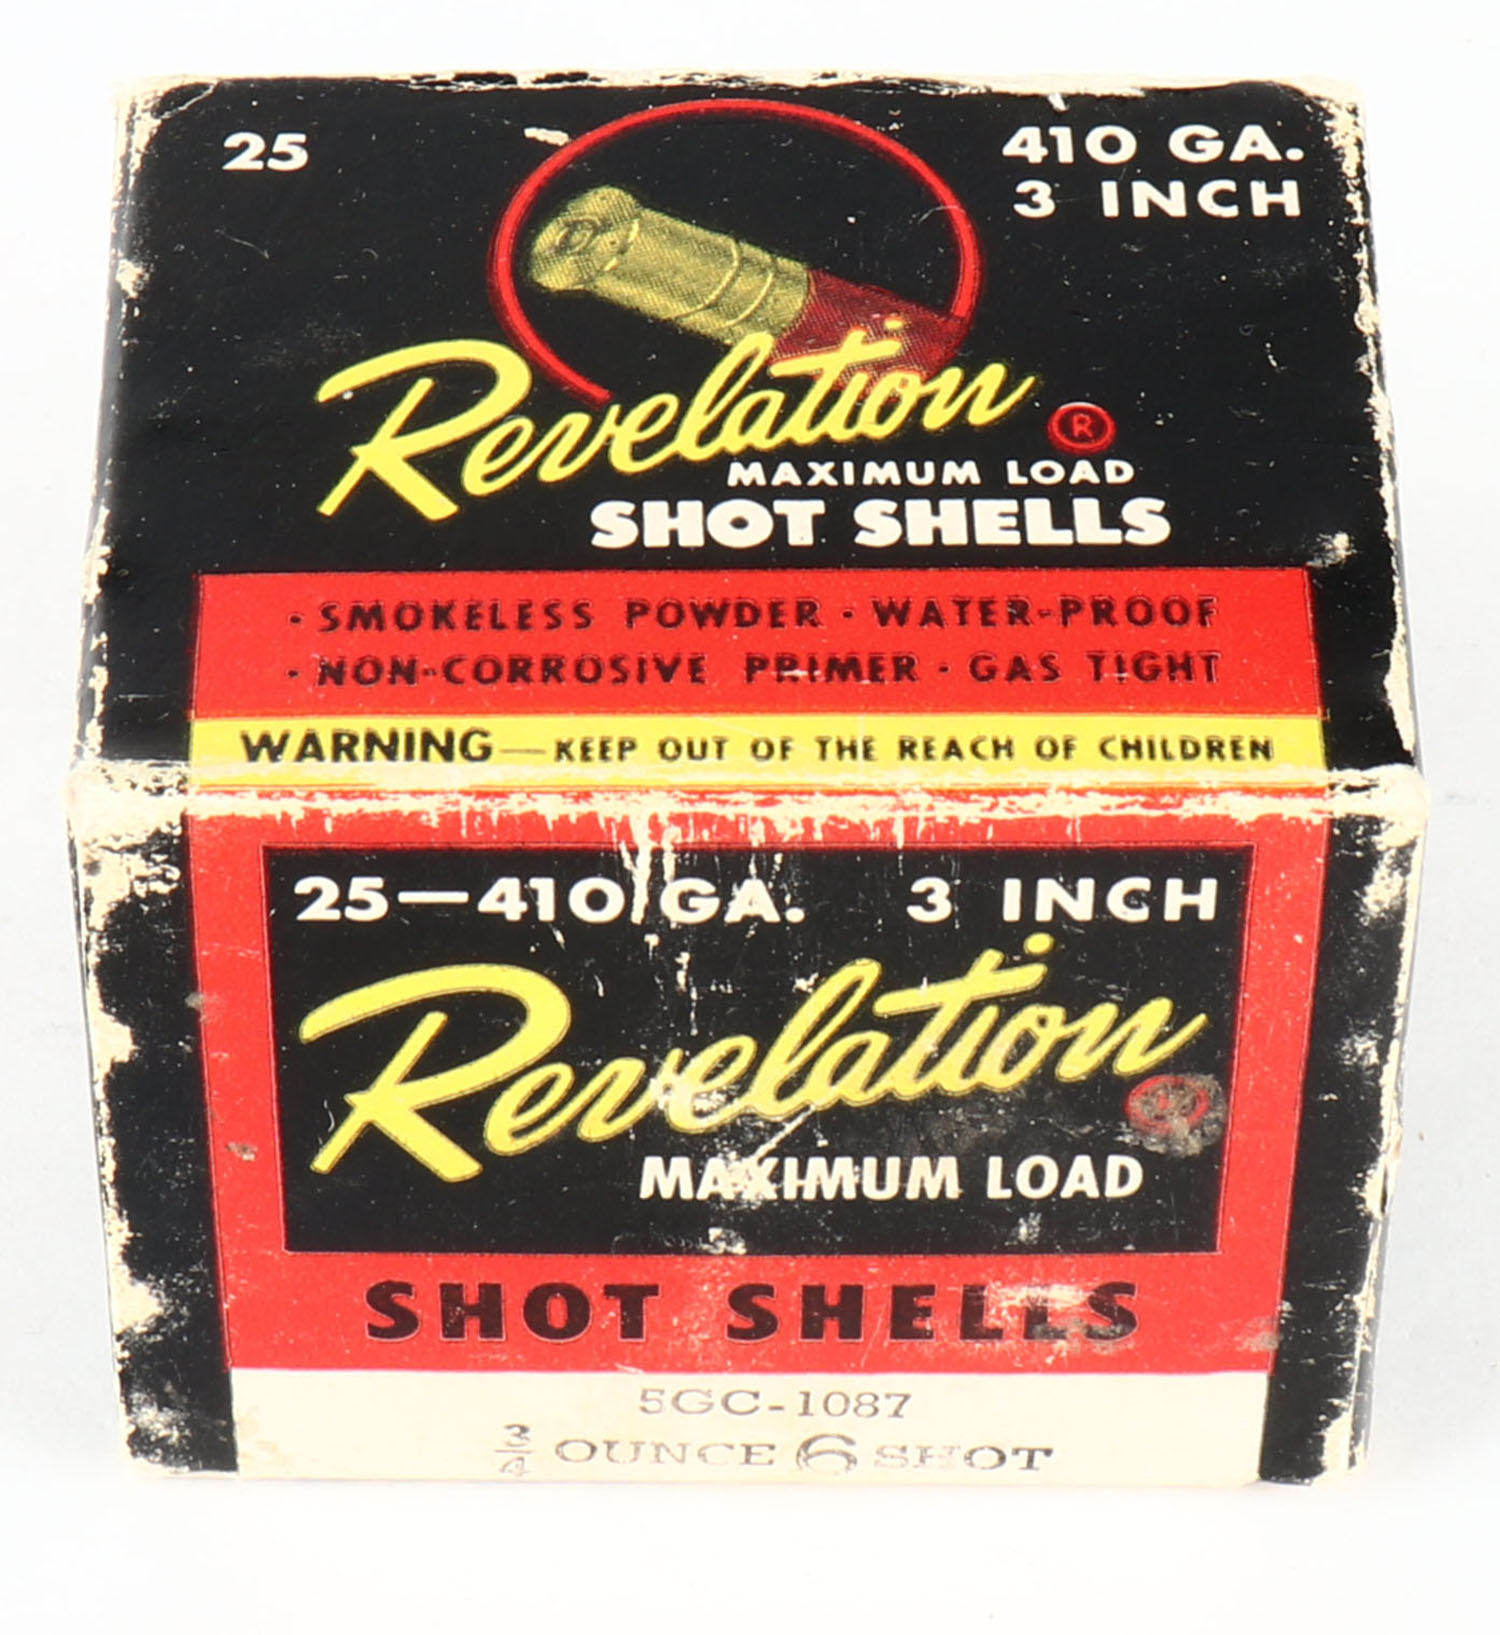 25
410 GA.
3 INCH
Revelation ®
MAXIMUM LOAD
SHOT SHELLS
· SMOKELESS POWDER · WATER-PROOF
· NON-CORROSIVE PRIMER · GAS TIGHT
WARNING—KEEP OUT OF THE REACH OF CHILDREN
25—410 GA. 3 INCH
Revelation ®
MAXIMUM LOAD
SHOT SHELLS
5GC-1087
3/4 OUNCE 6 SHOT